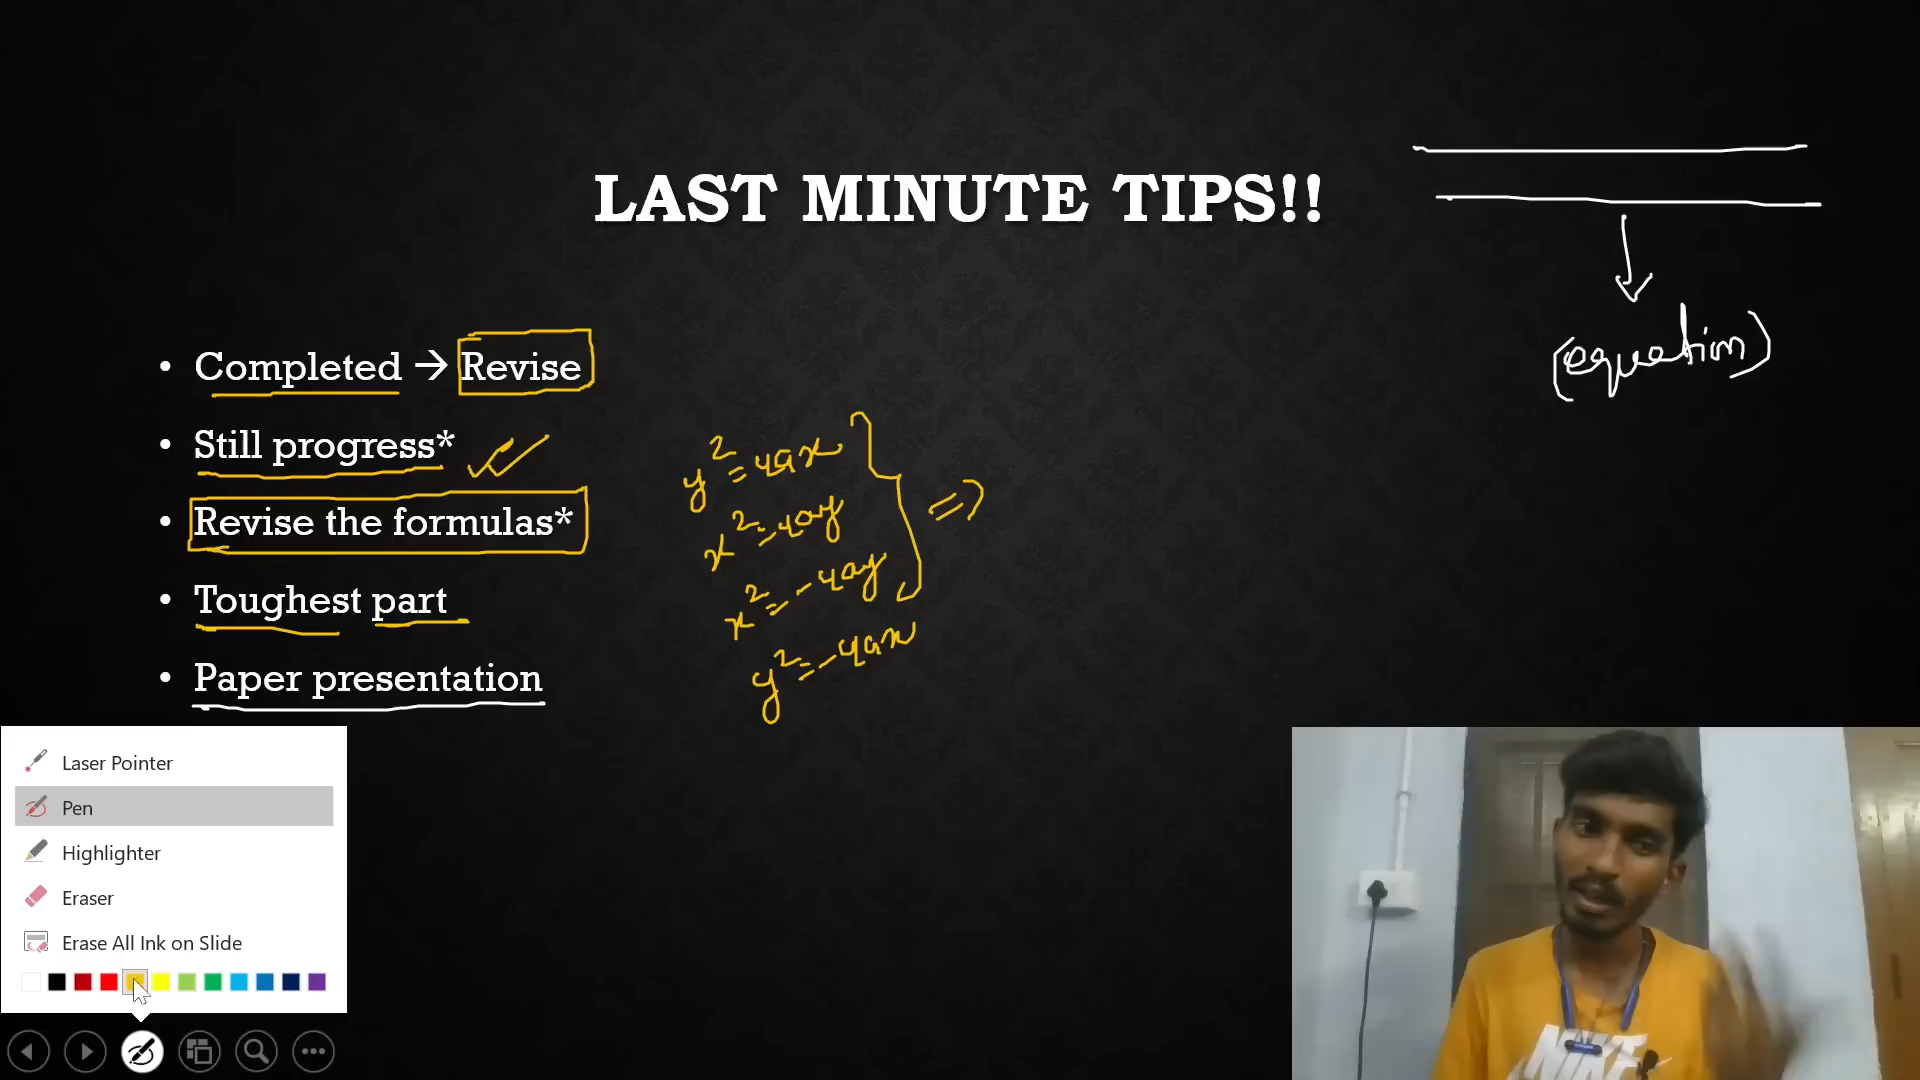 LAST MINUTE TIPS!!
(equation)
• Completed → Revise
• Still progress*
• Revise the formulas*
• Toughest part
• Paper presentation
y²=4ax
x²=4ay
x²=-4ay
y²=-4ax
⇒
Laser Pointer
Pen
Highlighter
Eraser
Erase All Ink on Slide
NIKE